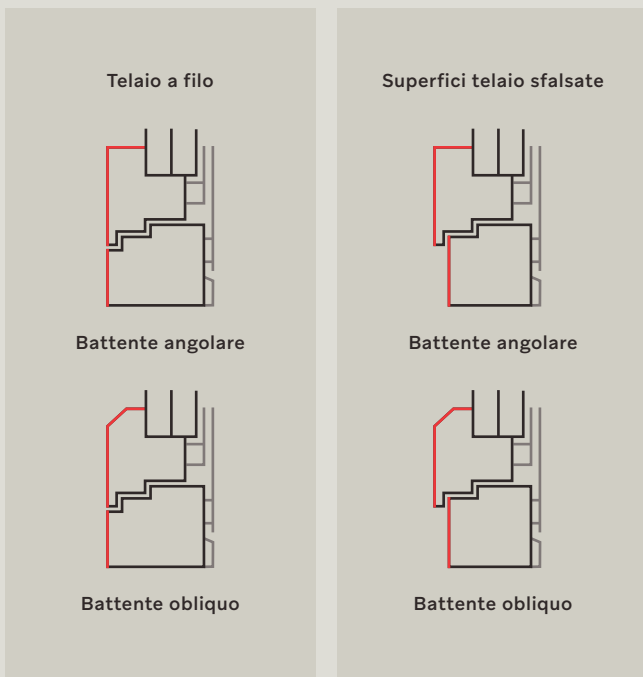 Telaio a filo
Battente angolare
Battente obliquo
Superfici telaio sfalsate
Battente angolare
Battente obliquo